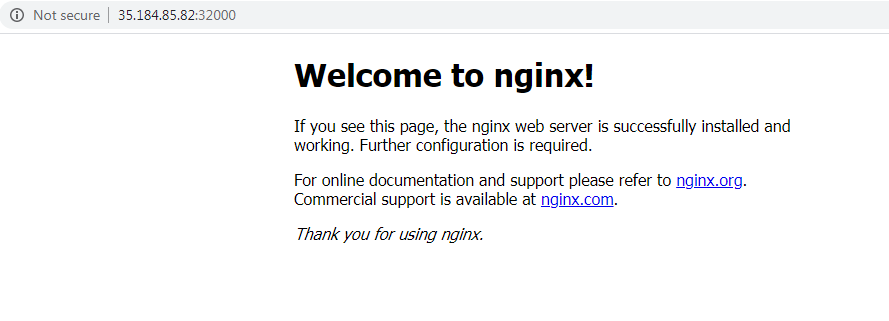 Not secure | 35.184.85.82:32000
Welcome to nginx!
If you see this page, the nginx web server is successfully installed and
working. Further configuration is required.
For online documentation and support please refer to nginx.org.
Commercial support is available at nginx.com.
Thank you for using nginx.